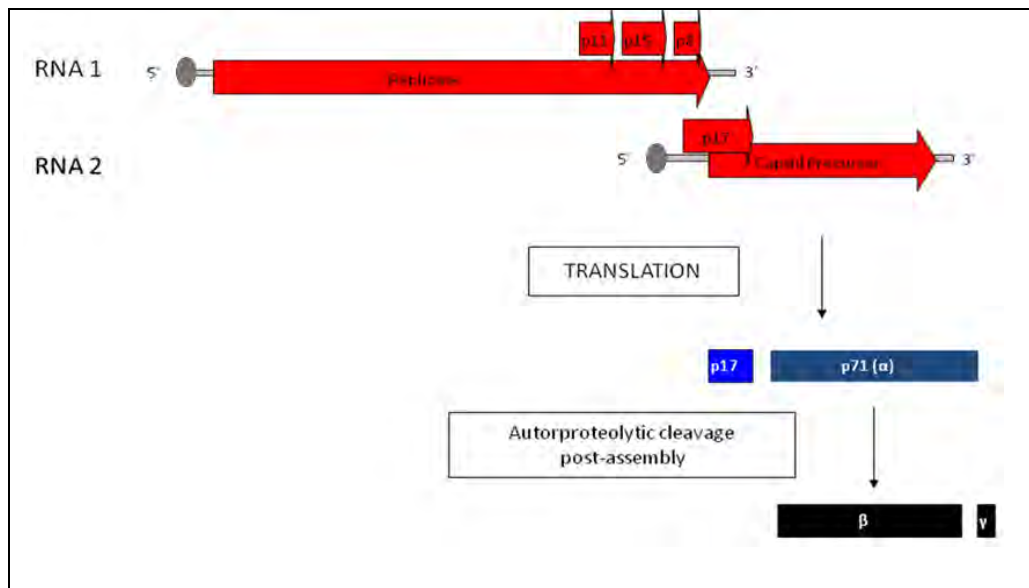 p11 p15 p8
RNA 1
5´
3´
Replicase
p17
RNA 2
5´
3´
Capsid Precursor
TRANSLATION
p17
p71 (α)
Autorproteolytic cleavage
post-assembly
β
γ